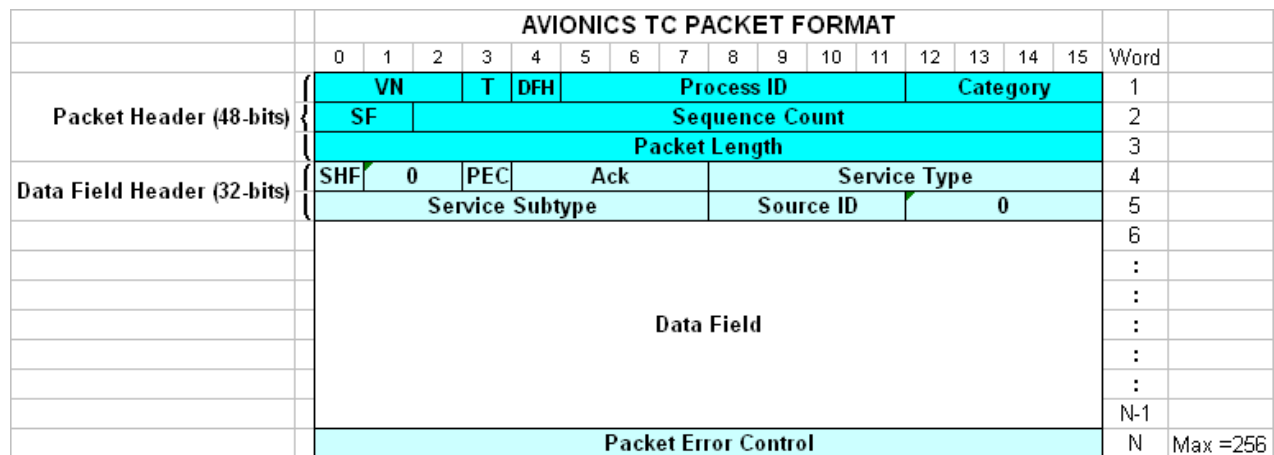 AVIONICS TC PACKET FORMAT
0 1 2 3 4 5 6 7 8 9 10 11 12 13 14 15 Word
VN T DFH Process ID Category 1
Packet Header (48-bits) SF Sequence Count 2
Packet Length 3
SHF 0 PEC Ack Service Type 4
Data Field Header (32-bits) Service Subtype Source ID 0 5
6
:
:
Data Field :
:
:
N-1
Packet Error Control N Max =256